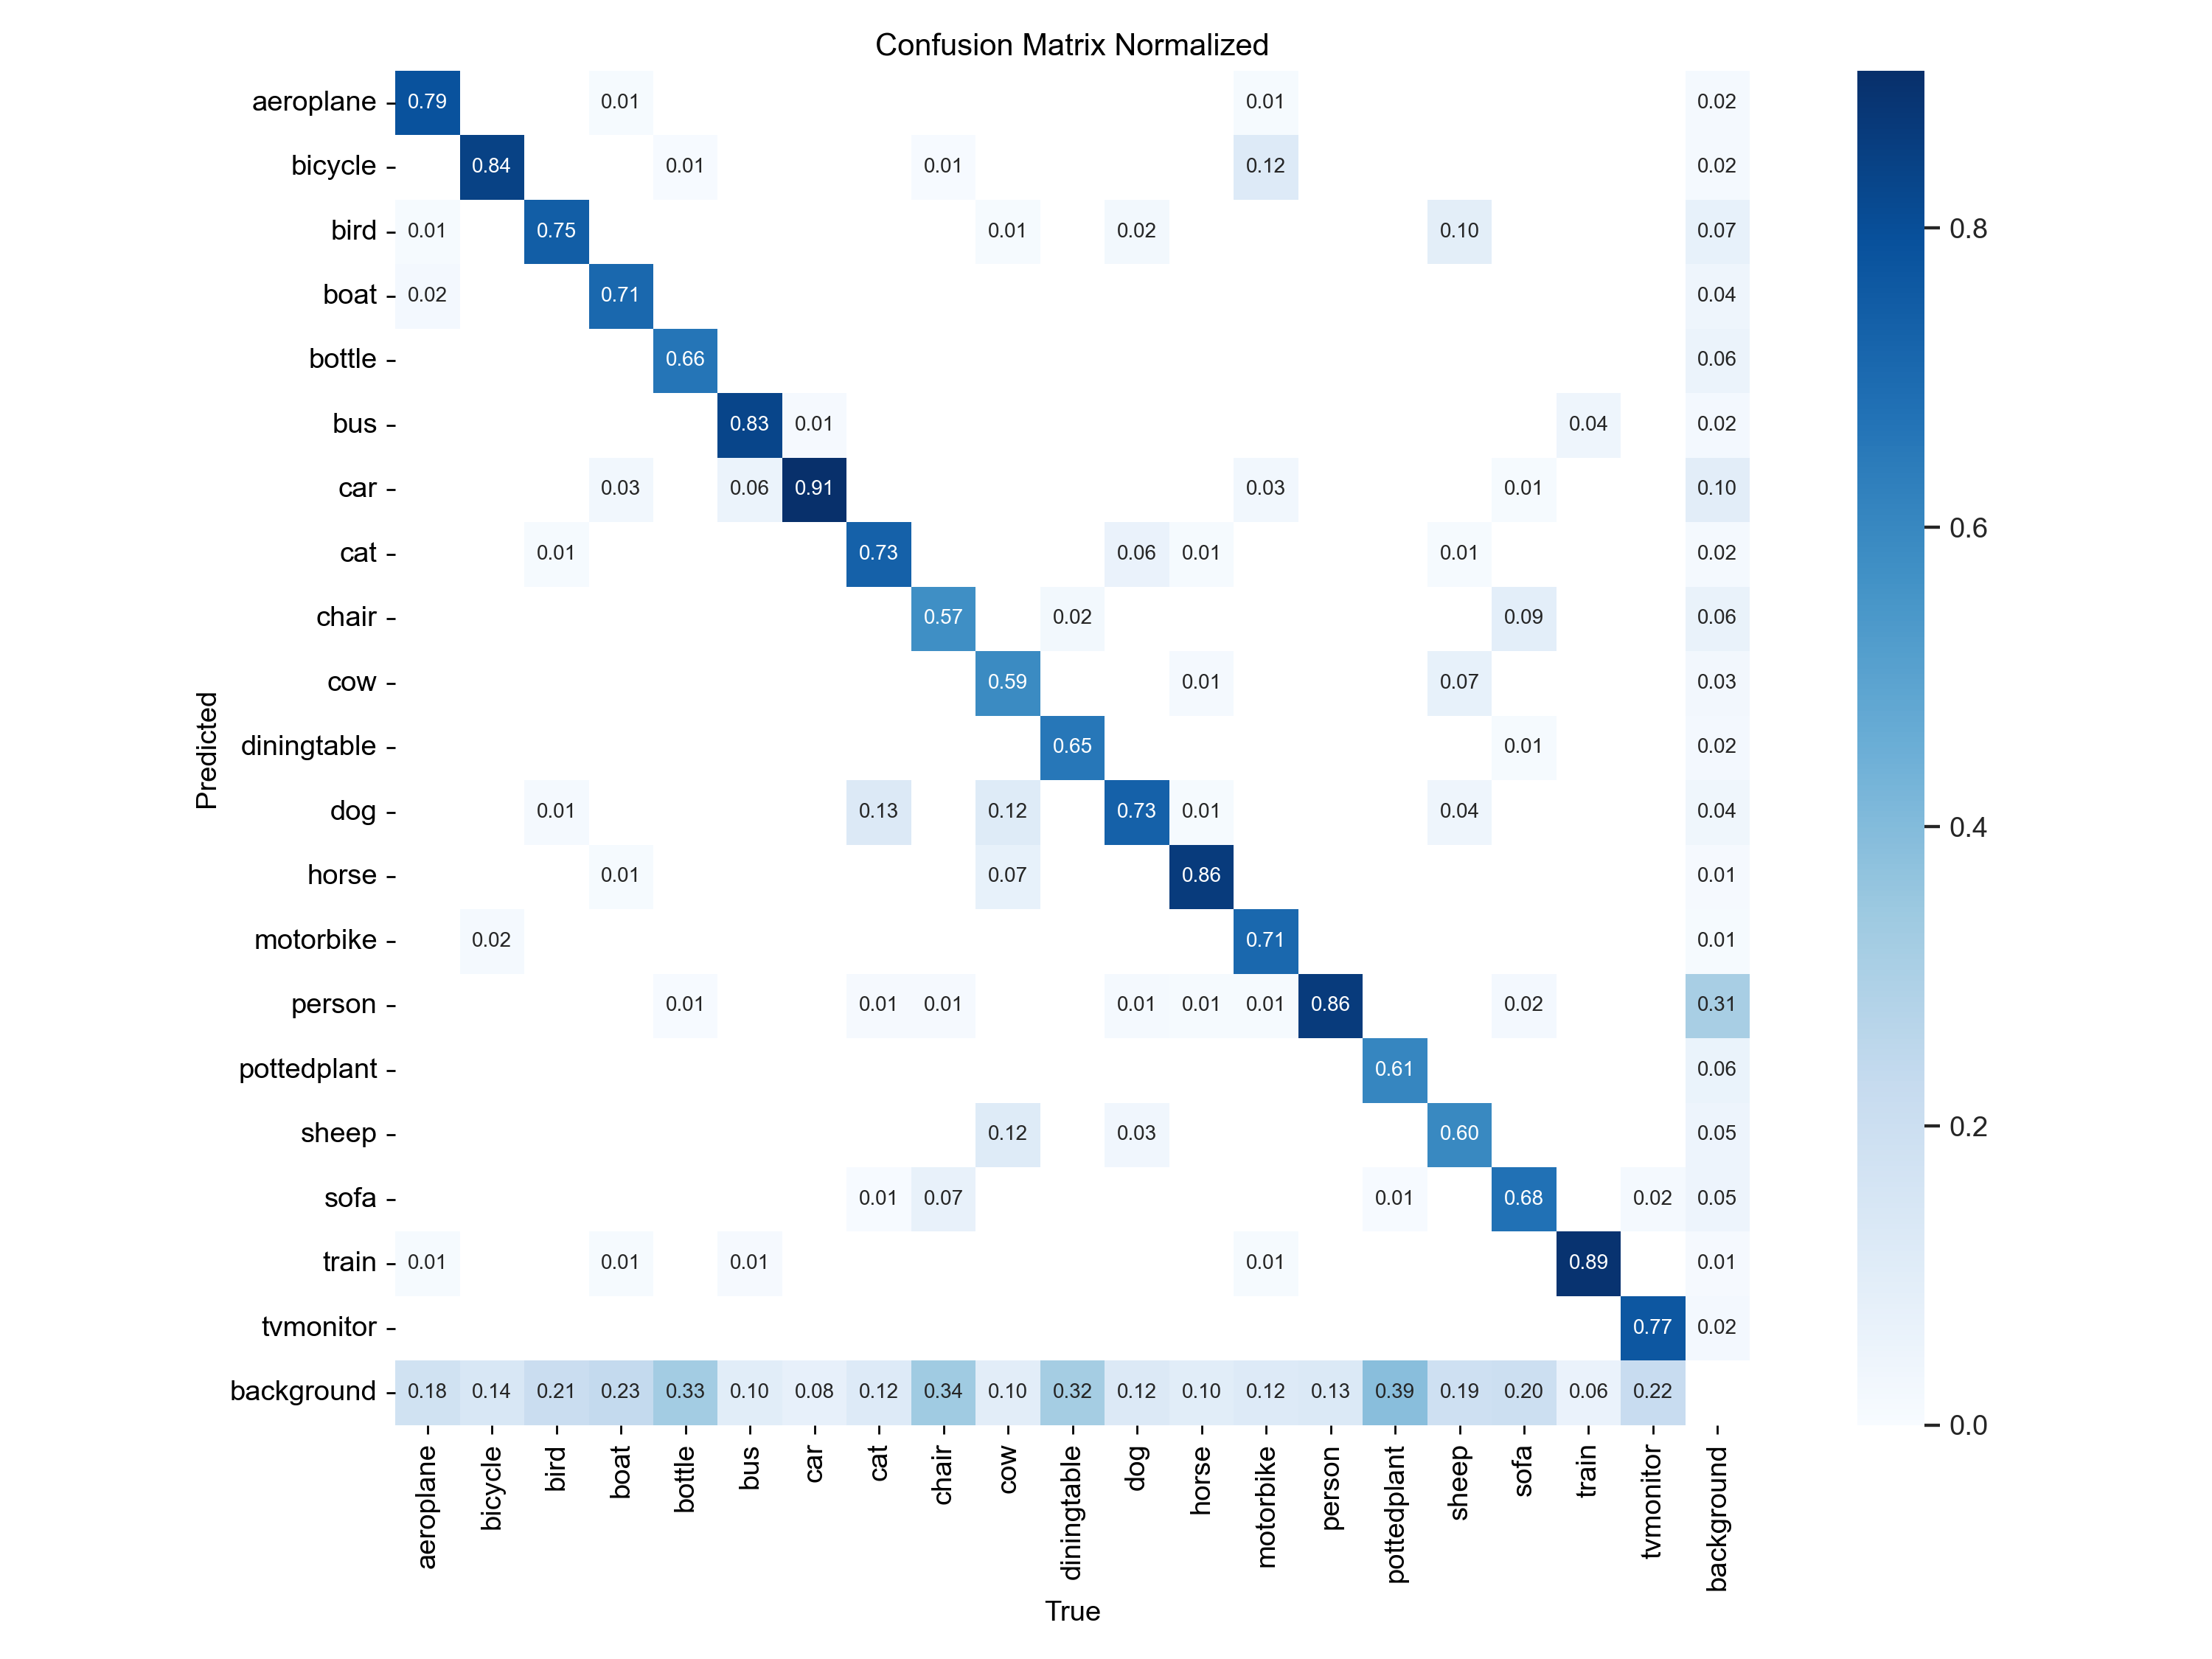 Confusion Matrix Normalized
aeroplane 0.79 0.01 0.01 0.02
bicycle 0.84 0.01 0.01 0.12 0.02
bird 0.01 0.75 0.01 0.02 0.10 0.07
boat 0.02 0.71 0.04
bottle 0.66 0.06
bus 0.83 0.01 0.04 0.02
car 0.03 0.06 0.91 0.03 0.01 0.10
cat 0.01 0.73 0.06 0.01 0.01 0.02
chair 0.57 0.02 0.09 0.06
cow 0.59 0.01 0.07 0.03
diningtable 0.65 0.01 0.02
dog 0.01 0.13 0.12 0.73 0.01 0.04 0.04
horse 0.01 0.07 0.86 0.01
motorbike 0.02 0.71 0.01
person 0.01 0.01 0.01 0.01 0.01 0.01 0.86 0.02 0.31
pottedplant 0.61 0.06
sheep 0.12 0.03 0.60 0.05
sofa 0.01 0.07 0.01 0.68 0.02 0.05
train 0.01 0.01 0.01 0.01 0.89 0.01
tvmonitor 0.77 0.02
background 0.18 0.14 0.21 0.23 0.33 0.10 0.08 0.12 0.34 0.10 0.32 0.12 0.10 0.12 0.13 0.39 0.19 0.20 0.06 0.22
aeroplane bicycle bird boat bottle bus car cat chair cow diningtable dog horse motorbike person pottedplant sheep sofa train tvmonitor background
True
Predicted
0.8
0.6
0.4
0.2
0.0